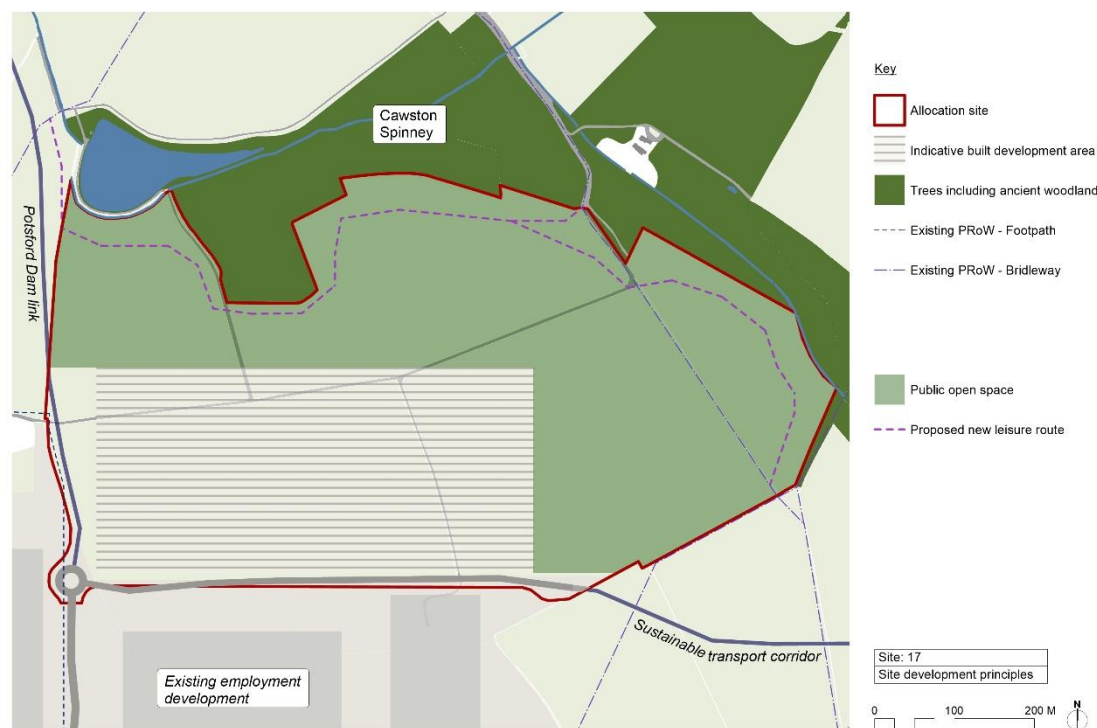 Cawston
Spinney
Potsford Dam link
Sustainable transport corridor
Existing employment
development
Key
Allocation site
Indicative built development area
Trees including ancient woodland
Existing PRoW - Footpath
Existing PRoW - Bridleway
Public open space
Proposed new leisure route
Site: 17
Site development principles
0 100 200 M
N